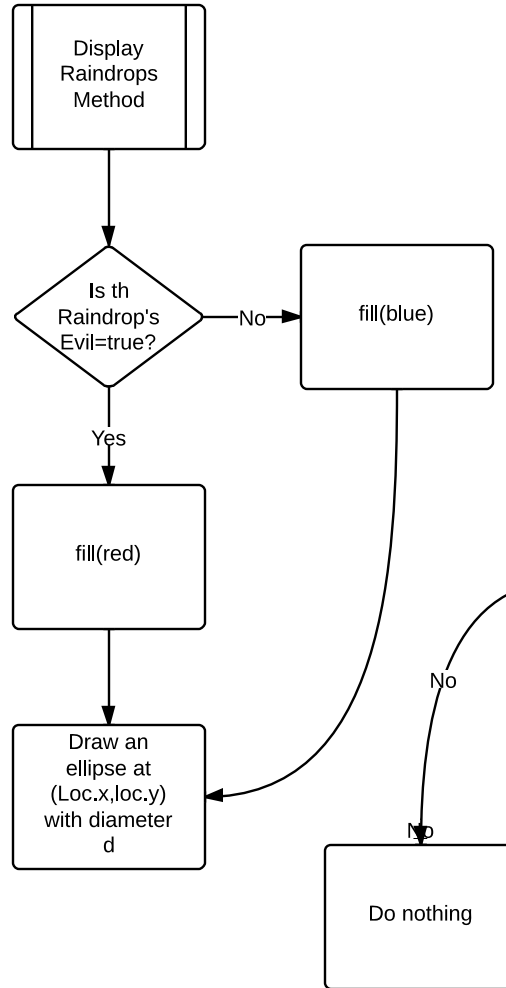 Display
Raindrops
Method
Is th
Raindrop's
Evil=true?
No
fill(blue)
Yes
fill(red)
No
Draw an
ellipse at
(Loc.x,loc.y)
with diameter
d
No
Do nothing